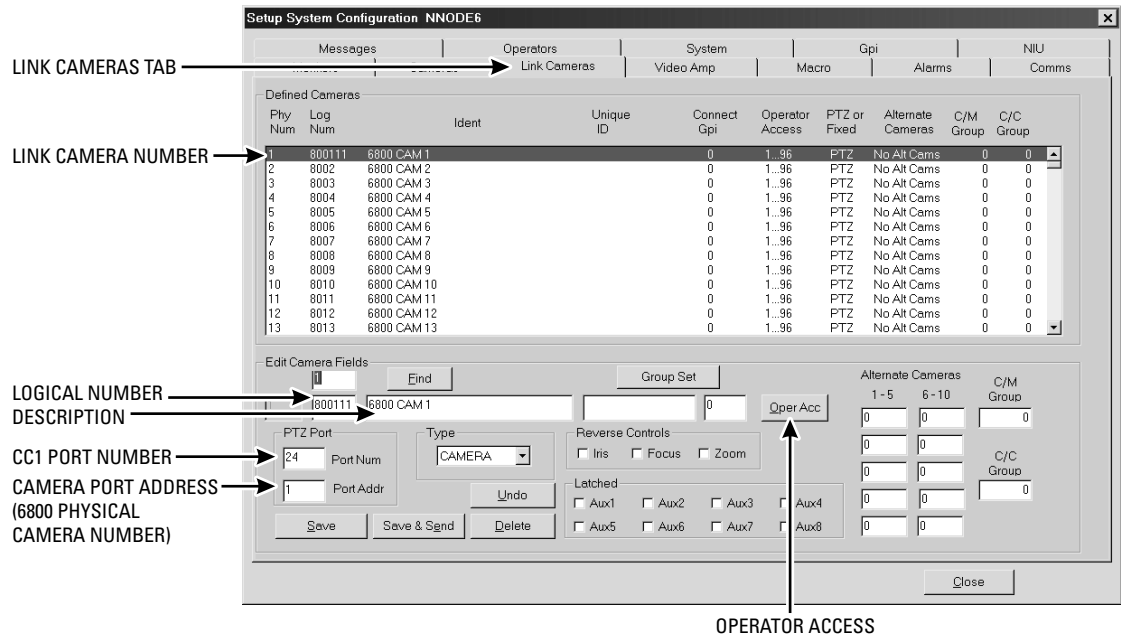 Setup System Configuration NNODE6
Messages Operators System Gpi NIU
LINK CAMERAS TAB
Monitors Cameras Link Cameras Video Amp Macro Alarms Comms
Defined Cameras
Phy Num Log Num Ident Unique ID Connect Gpi Operator Access PTZ or Fixed Alternate Cameras C/M Group C/C Group
LINK CAMERA NUMBER
1 800111 6800 CAM 1 0 1...96 PTZ No Alt Cams 0 0
2 8002 6800 CAM 2 0 1...96 PTZ No Alt Cams 0 0
3 8003 6800 CAM 3 0 1...96 PTZ No Alt Cams 0 0
4 8004 6800 CAM 4 0 1...96 PTZ No Alt Cams 0 0
5 8005 6800 CAM 5 0 1...96 PTZ No Alt Cams 0 0
6 8006 6800 CAM 6 0 1...96 PTZ No Alt Cams 0 0
7 8007 6800 CAM 7 0 1...96 PTZ No Alt Cams 0 0
8 8008 6800 CAM 8 0 1...96 PTZ No Alt Cams 0 0
9 8009 6800 CAM 9 0 1...96 PTZ No Alt Cams 0 0
10 8010 6800 CAM 10 0 1...96 PTZ No Alt Cams 0 0
11 8011 6800 CAM 11 0 1...96 PTZ No Alt Cams 0 0
12 8012 6800 CAM 12 0 1...96 PTZ No Alt Cams 0 0
13 8013 6800 CAM 13 0 1...96 PTZ No Alt Cams 0 0
Edit Camera Fields
1 Find Group Set
LOGICAL NUMBER
DESCRIPTION
800111 6800 CAM 1 0 Oper Acc
Alternate Cameras
1 - 5 6 - 10
0 0
0 0
0 0
0 0
0 0
C/M Group
0
C/C Group
0
PTZ Port
CC1 PORT NUMBER
24 Port Num
CAMERA PORT ADDRESS
(6800 PHYSICAL
CAMERA NUMBER)
1 Port Addr
Type
CAMERA
Reverse Controls
Iris Focus Zoom
Latched
Aux1 Aux2 Aux3 Aux4
Aux5 Aux6 Aux7 Aux8
Undo
Save Save & Send Delete
Close
OPERATOR ACCESS